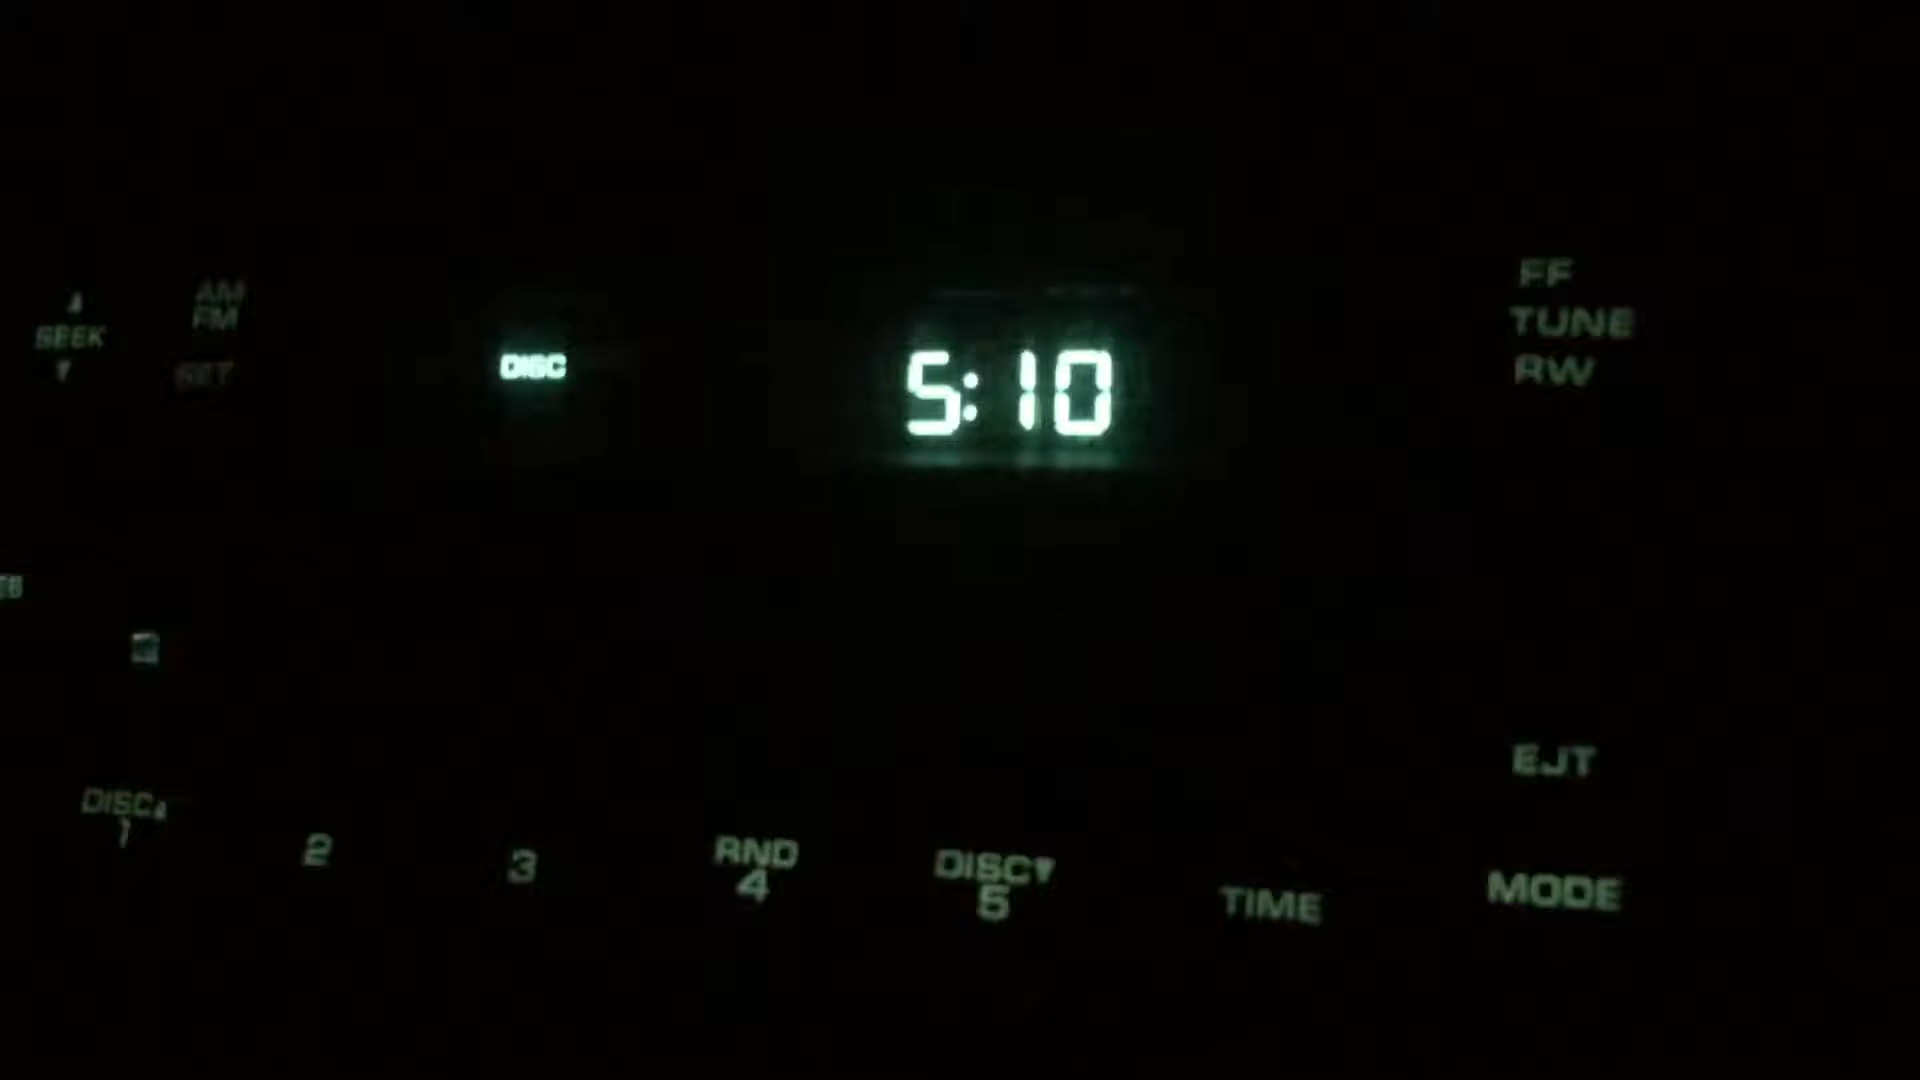 SEEK
AM
FM
SET
DISC
5:10
FF
TUNE
RW
EJT
DISC▲
1
2
3
RND
4
DISC▼
5
TIME
MODE